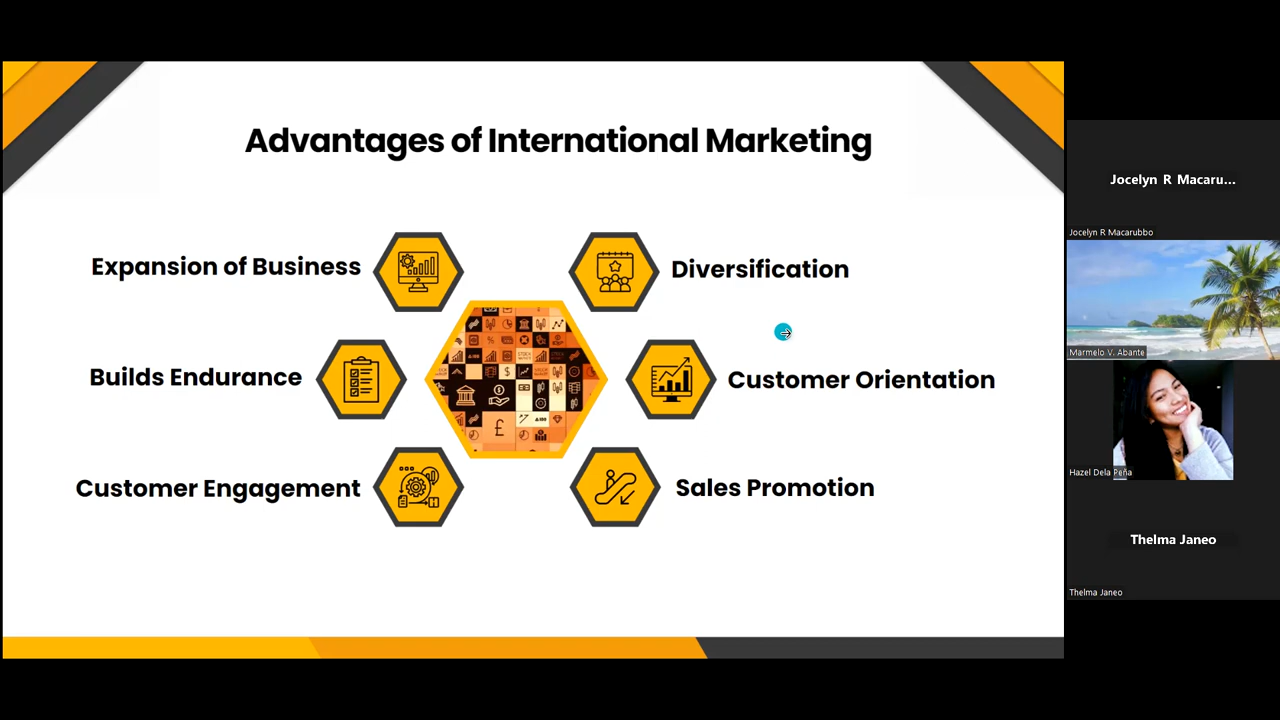 Advantages of International Marketing
Expansion of Business
Diversification
Builds Endurance
Customer Orientation
Customer Engagement
Sales Promotion
Jocelyn R Macaru...
Jocelyn R Macarubbo
Marmelo V. Abante
Hazel Dela Peña
Thelma Janeo
Thelma Janeo